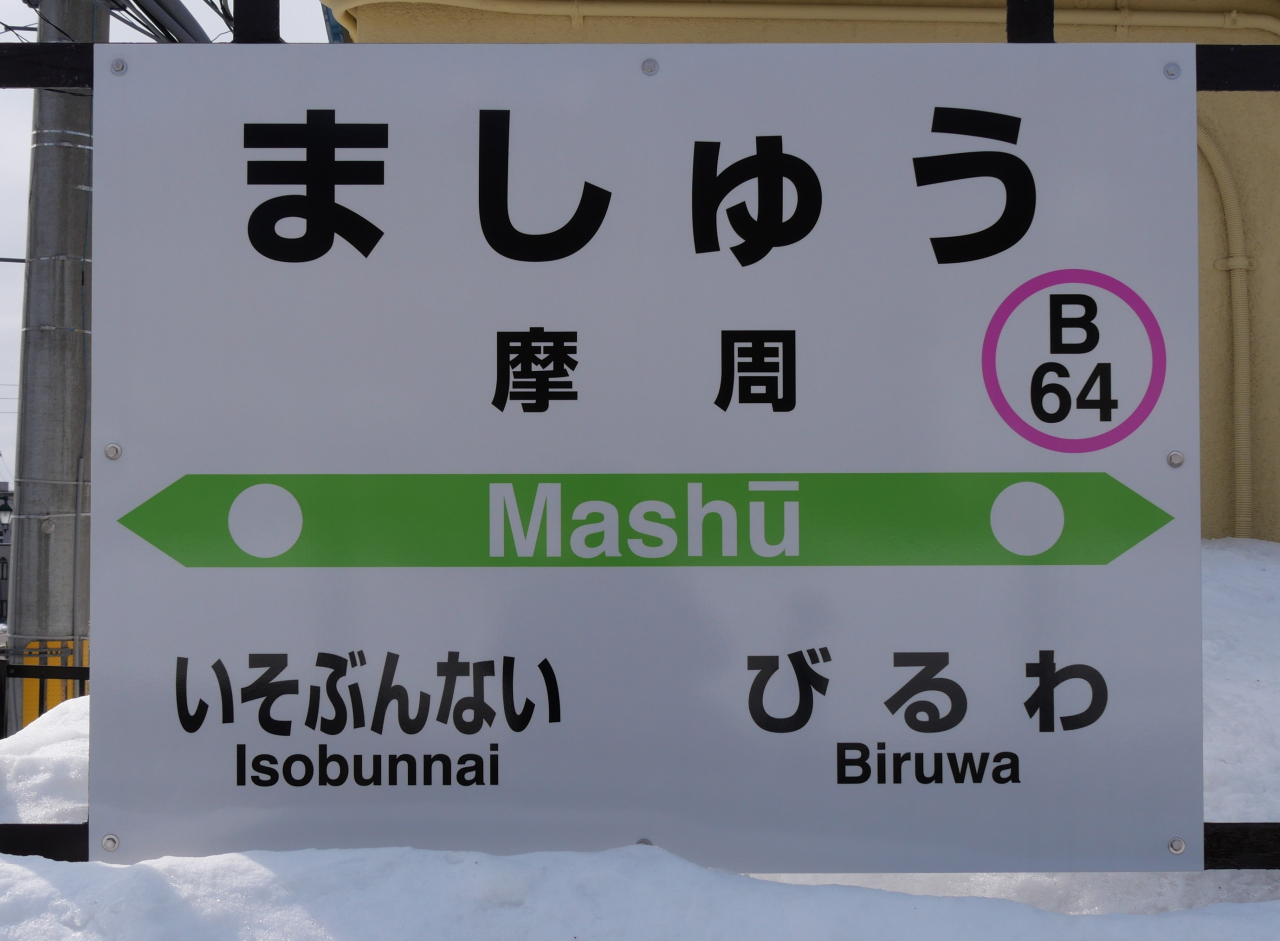 ましゅう
摩周
B
64
Mashū
いそぶんない
Isobunnai
びるわ
Biruwa